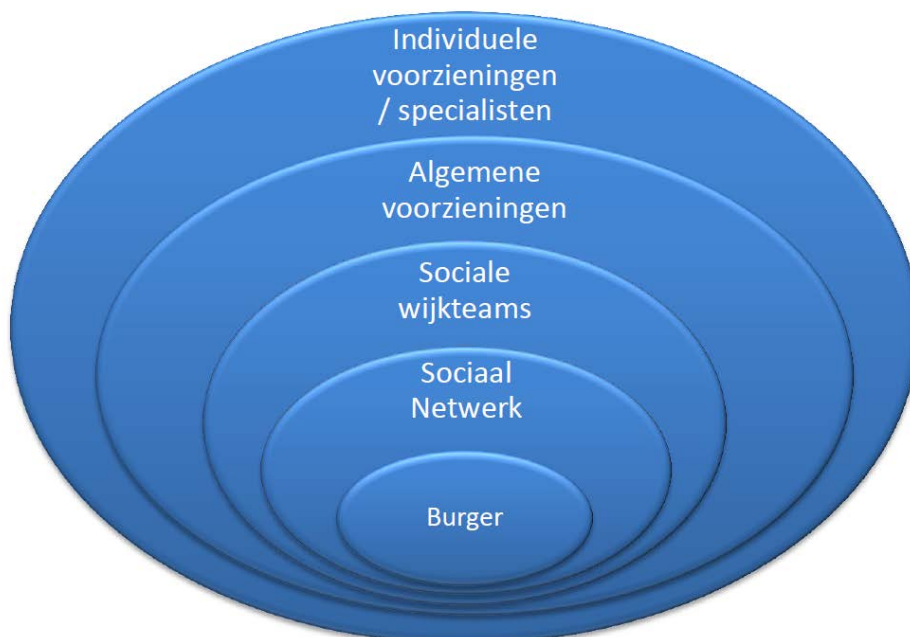 Individuele
voorzieningen
/ specialisten
Algemene
voorzieningen
Sociale
wijkteams
Sociaal
Netwerk
Burger